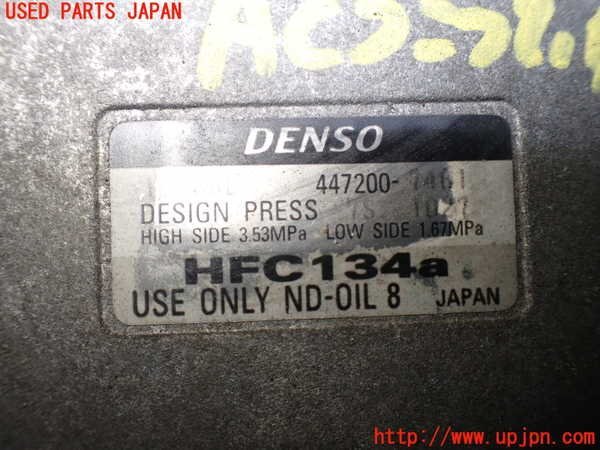 USED PARTS JAPAN
DENSO
447200-7461
DESIGN PRESS
HIGH SIDE 3.53MPa LOW SIDE 1.67MPa
HFC134a
USE ONLY ND-OIL 8 JAPAN
http://www.upjpn.com/